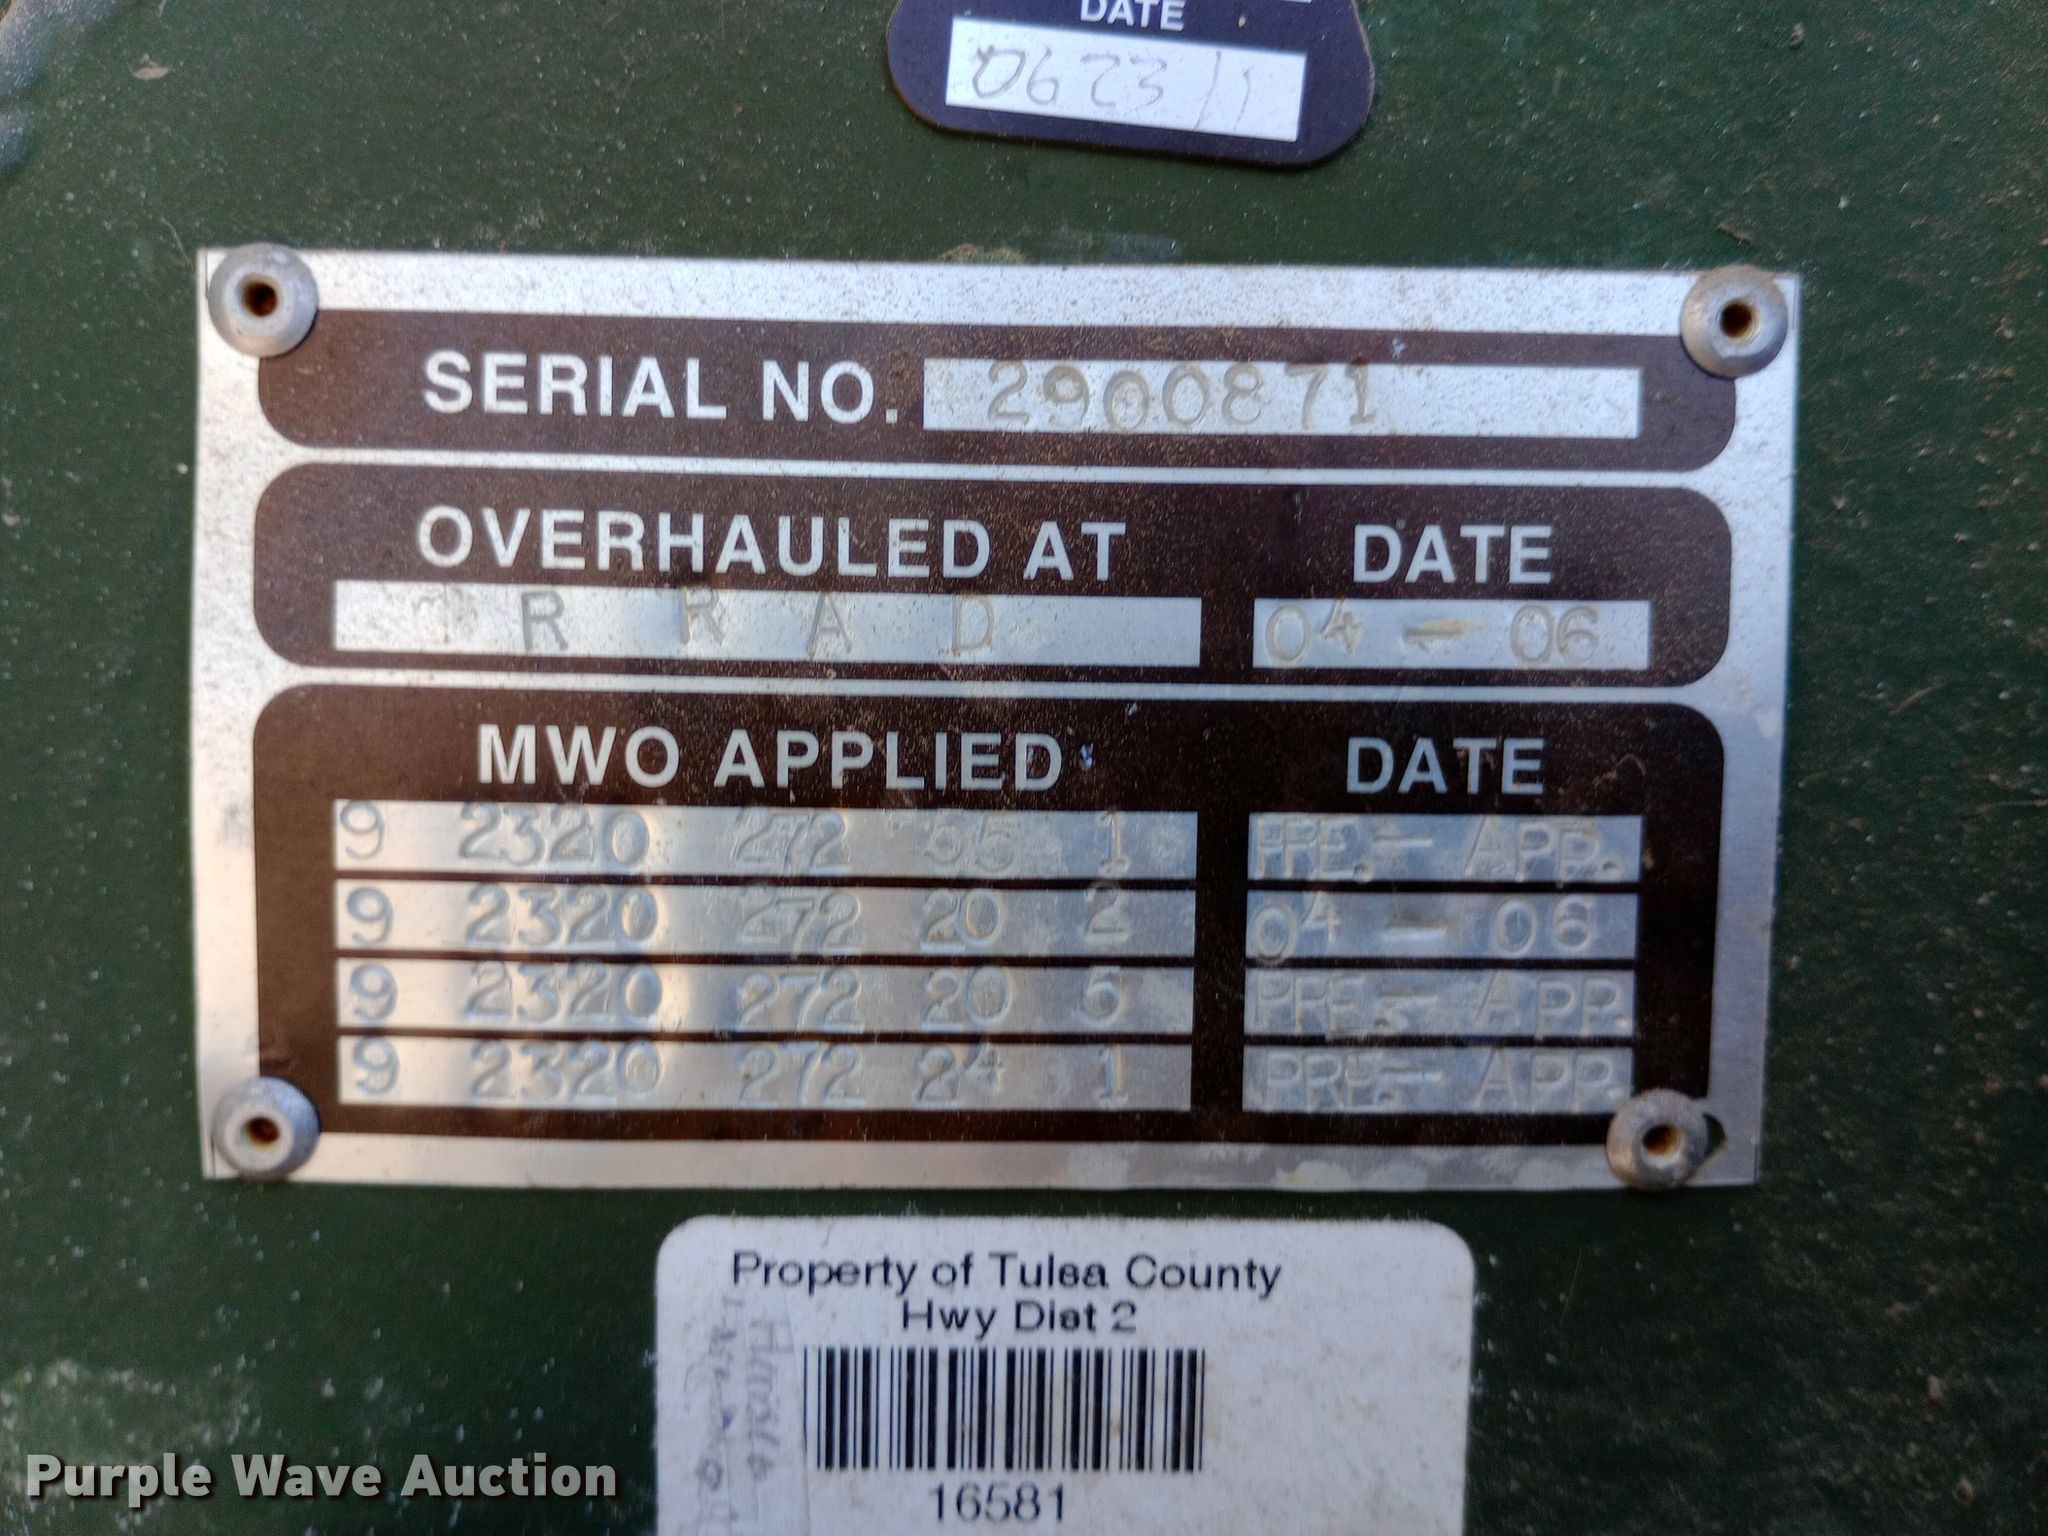 DATE
062311
SERIAL NO. 2900871
OVERHAULED AT DATE
RRAD 04-06
MWO APPLIED DATE
9 2320 272 55 1 PRE.- APP.
9 2320 272 20 2 04 - 06
9 2320 272 20 5 PRE.- APP.
9 2320 272 24 1 PRE.- APP.
Property of Tulsa County
Hwy Dist 2
16581
Purple Wave Auction